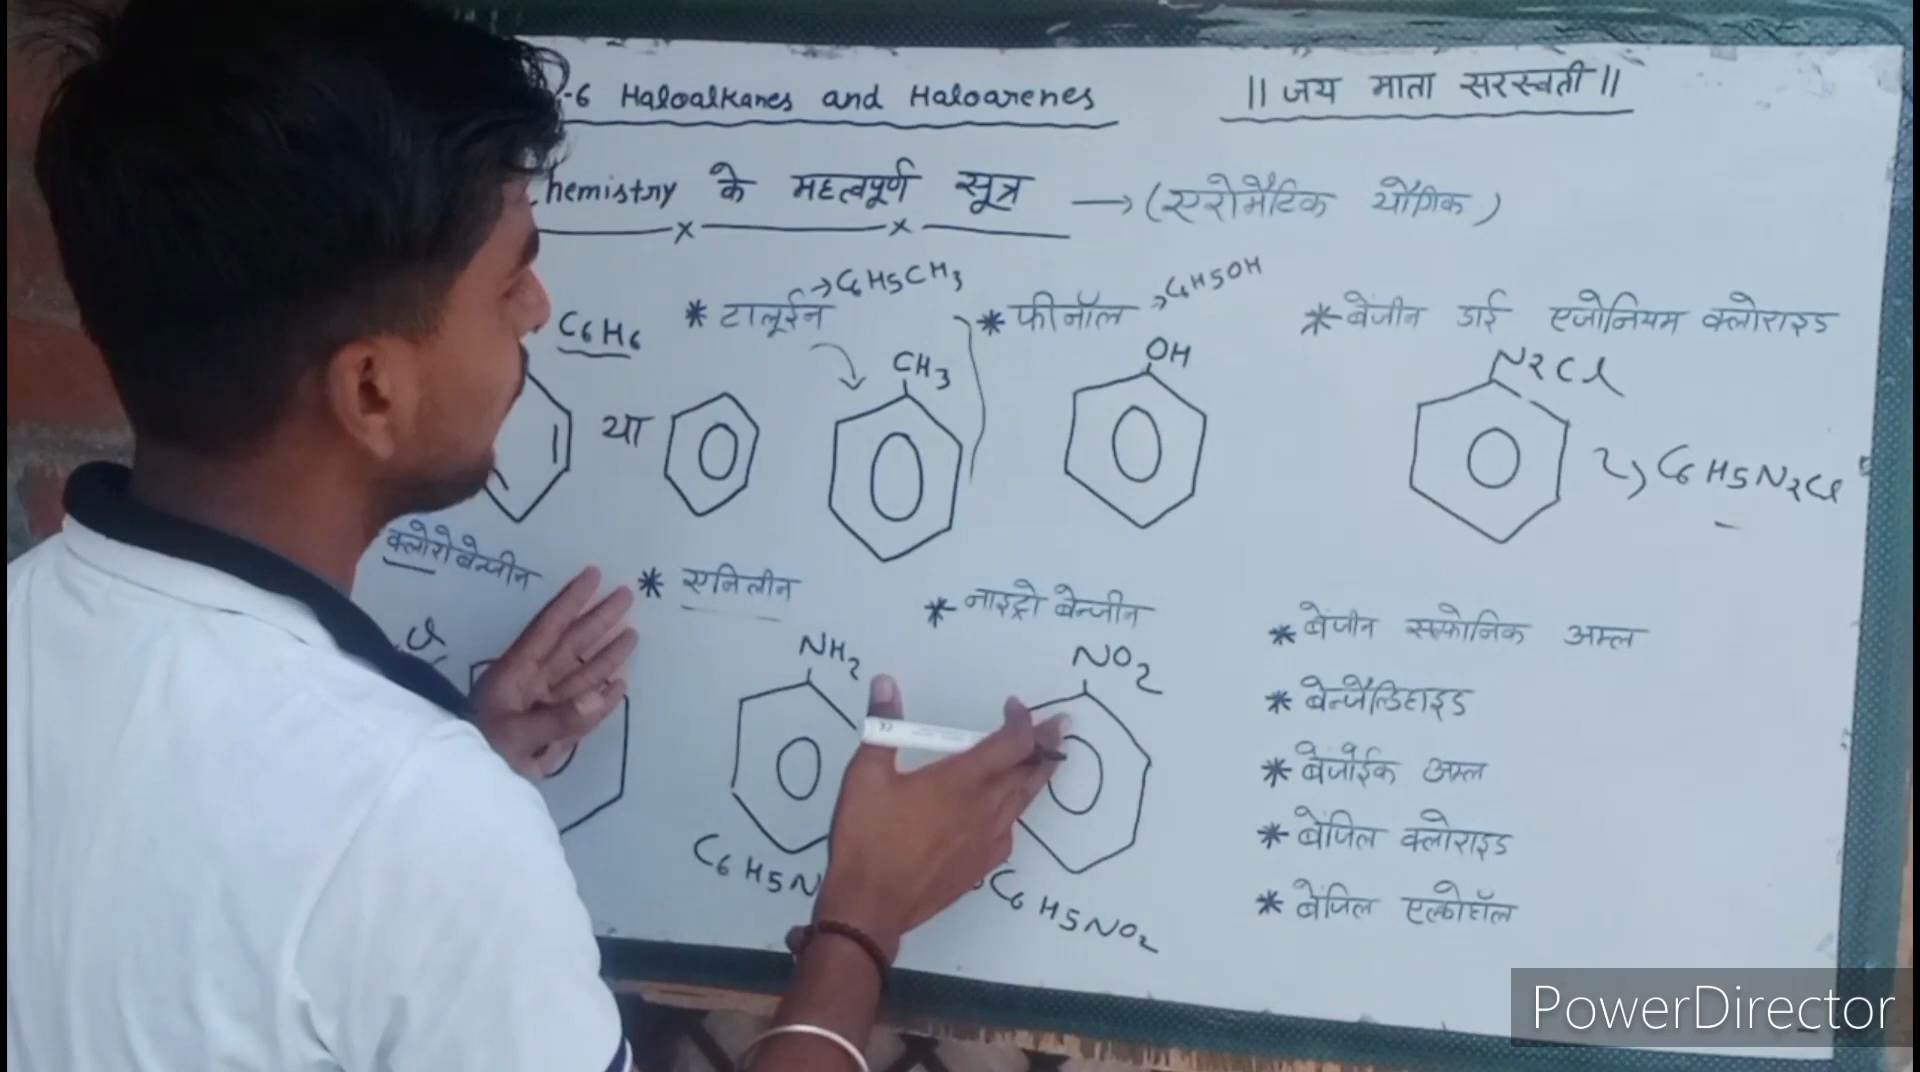 -6 Haloalkanes and Haloarenes
|| जय माता सरस्वती ||
hemistry के महत्वपूर्ण सूत्र → (एरोमैटिक यौगिक)
C6H6
* टालूईन → C6H5CH3
* फीनॉल → C6H5OH
* बेंजीन डाई एजोनियम क्लोराइड
या
CH3
OH
N2Cl
C6H5N2Cl
क्लोरोबेन्जीन
* एनिलीन
* नाइट्रो बेन्जीन
NH2
NO2
C6H5N
C6H5NO2
* बेंजीन सल्फोनिक अम्ल
* बेन्जैल्डिहाइड
* बेंजोईक अम्ल
* बेंजिल क्लोराइड
* बेंजिल एल्कोहॉल
PowerDirector